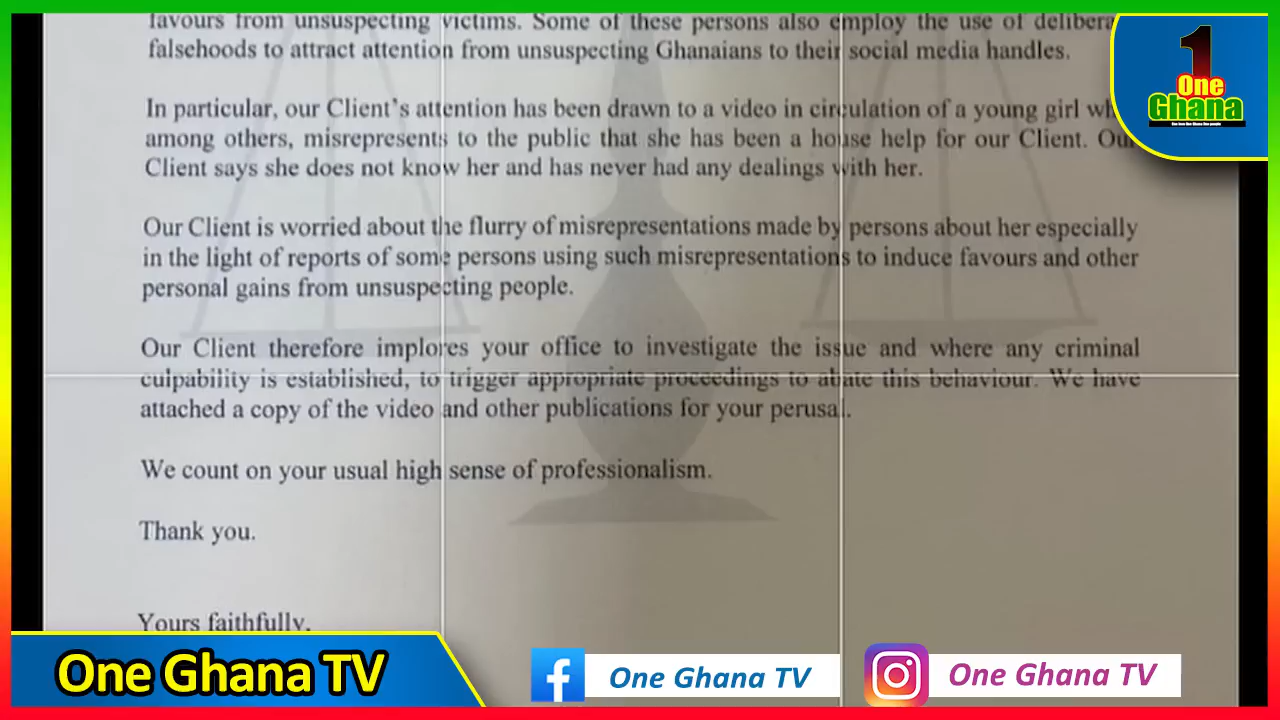 favours from unsuspecting victims. Some of these persons also employ the use of
falsehoods to attract attention from unsuspecting Ghanaians to their social media handles.
In particular, our Client's attention has been drawn to a video in circulation of a young girl
among others, misrepresents to the public that she has been a house help for our Client. Our
Client says she does not know her and has never had any dealings with her.
Our Client is worried about the flurry of misrepresentations made by persons about her especially
in the light of reports of some persons using such misrepresentations to induce favours and other
personal gains from unsuspecting people.
Our Client therefore implores your office to investigate the issue and where any criminal
culpability is established, to trigger appropriate proceedings to abate this behaviour. We have
attached a copy of the video and other publications for your perusal.
We count on your usual high sense of professionalism.
Thank you.
Yours faithfully,
1
One
Ghana
One Ghana TV
One Ghana TV
One Ghana TV